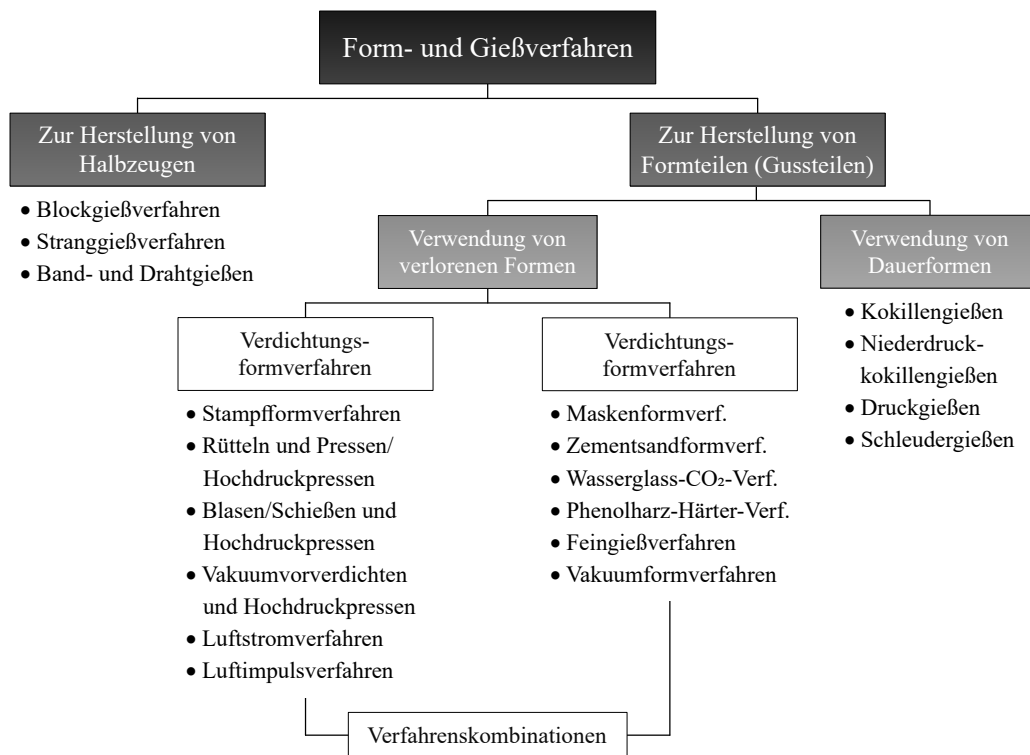 Form- und Gießverfahren
Zur Herstellung von
Halbzeugen
• Blockgießverfahren
• Stranggießverfahren
• Band- und Drahtgießen
Zur Herstellung von
Formteilen (Gussteilen)
Verwendung von
verlorenen Formen
Verdichtungs-
formverfahren
• Stampfformverfahren
• Rütteln und Pressen/
Hochdruckpressen
• Blasen/Schießen und
Hochdruckpressen
• Vakuumvorverdichten
und Hochdruckpressen
• Luftstromverfahren
• Luftimpulsverfahren
Verdichtungs-
formverfahren
• Maskenformverf.
• Zementsandformverf.
• Wasserglass-CO₂-Verf.
• Phenolharz-Härter-Verf.
• Feingießverfahren
• Vakuumformverfahren
Verfahrenskombinationen
Verwendung von
Dauerformen
• Kokillengießen
• Niederdruck-
kokillengießen
• Druckgießen
• Schleudergießen